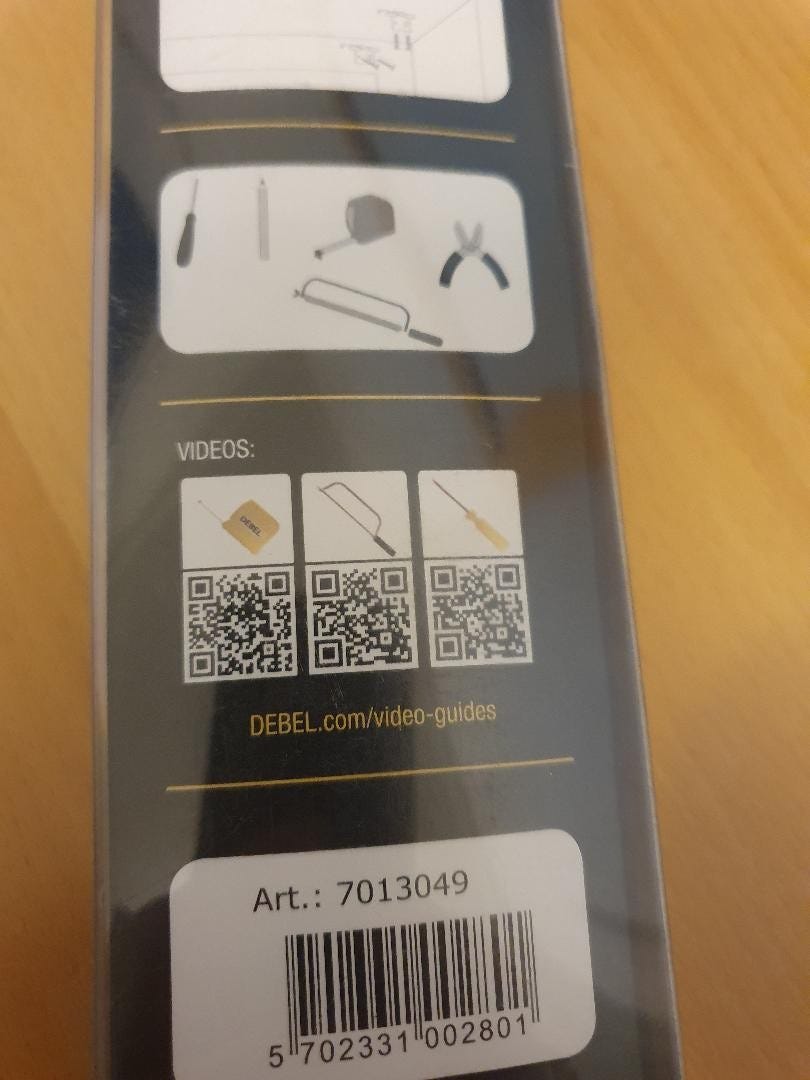 VIDEOS:
DEBEL
DEBEL.com/video-guides
Art.: 7013049
5 702331 002801